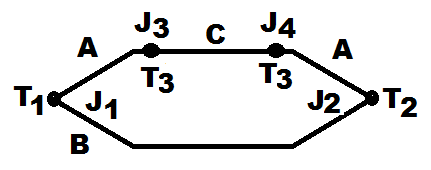 J₃ J₄
A C A
T₃ T₃
T₁ J₁ J₂ T₂
B